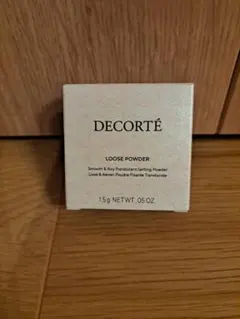 DECORTÉ
LOOSE POWDER
Smooth & Airy Translucent Setting Powder
Lisse & Aérien Poudre Fixante Translucide
1.5 g NET WT. .05 OZ.